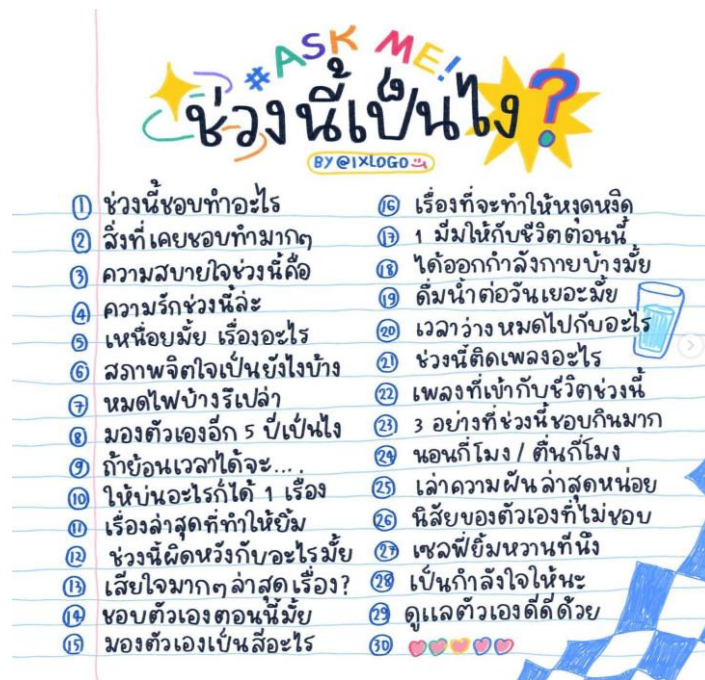 #ASK ME!
ช่วงนี้เป็นไง?
BY @IXLOGO
1 ช่วงนี้ชอบทำอะไร
2 สิ่งที่เคยชอบทำมากๆ
3 ความสบายใจช่วงนี้คือ
4 ความรักช่วงนี้ล่ะ
5 เหนื่อยมั้ย เรื่องอะไร
6 สภาพจิตใจเป็นยังไงบ้าง
7 หมดไฟบ้างรึเปล่า
8 มองตัวเองอีก 5 ปีเป็นไง
9 ถ้าย้อนเวลาได้จะ....
10 ให้บ่นอะไรก็ได้ 1 เรื่อง
11 เรื่องล่าสุดที่ทำให้ยิ้ม
12 ช่วงนี้ผิดหวังกับอะไรมั้ย
13 เสียใจมากๆล่าสุดเรื่อง?
14 ชอบตัวเองตอนนี้มั้ย
15 มองตัวเองเป็นสีอะไร
16 เรื่องที่จะทำให้หงุดหงิด
17 1 มีมให้กับชีวิตตอนนี้
18 ได้ออกกำลังกายบ้างมั้ย
19 ดื่มน้ำต่อวันเยอะมั้ย
20 เวลาว่างหมดไปกับอะไร
21 ช่วงนี้ติดเพลงอะไร
22 เพลงที่เข้ากับชีวิตช่วงนี้
23 3 อย่างที่ช่วงนี้ชอบกินมาก
24 นอนกี่โมง / ตื่นกี่โมง
25 เล่าความฝันล่าสุดหน่อย
26 นิสัยของตัวเองที่ไม่ชอบ
27 เซลฟี่ยิ้มหวานทีนึง
28 เป็นกำลังใจให้นะ
29 ดูแลตัวเองดีดีด้วย
30